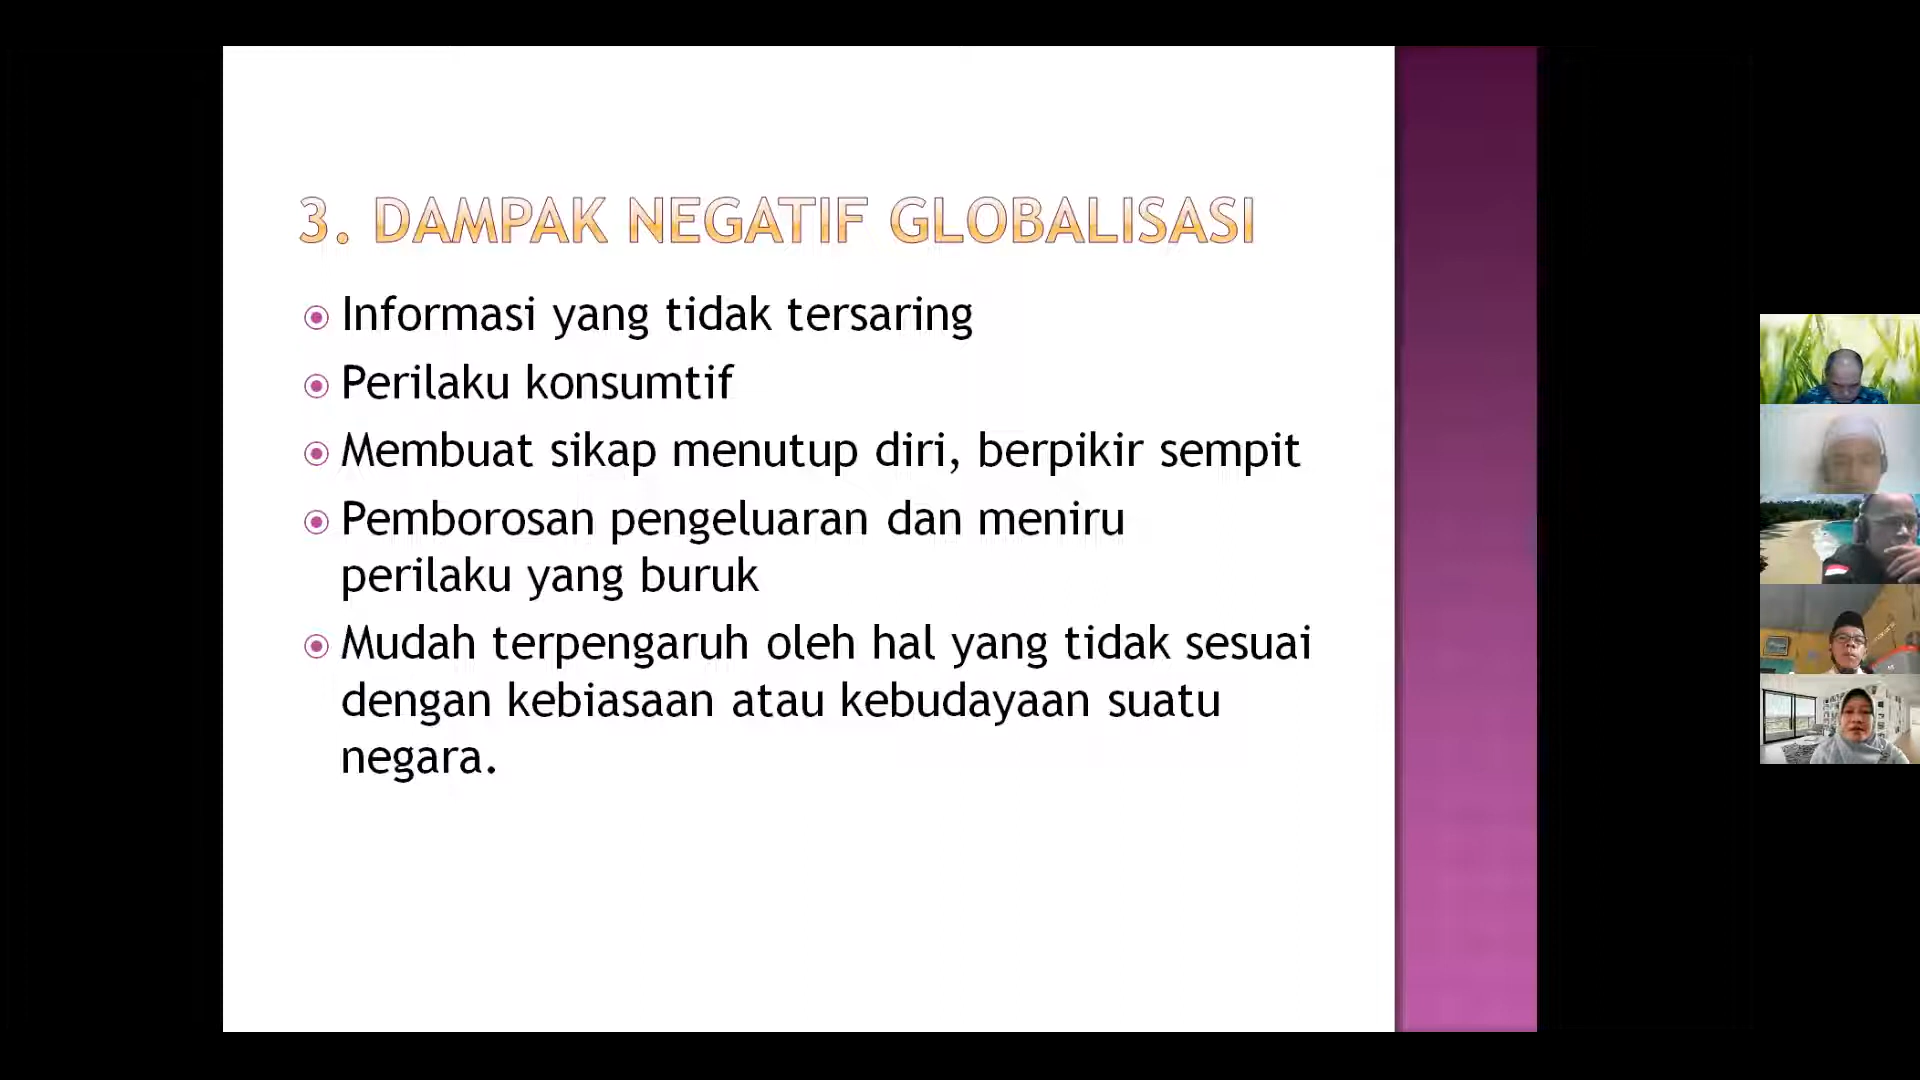 3. DAMPAK NEGATIF GLOBALISASI
Informasi yang tidak tersaring
Perilaku konsumtif
Membuat sikap menutup diri, berpikir sempit
Pemborosan pengeluaran dan meniru
perilaku yang buruk
Mudah terpengaruh oleh hal yang tidak sesuai
dengan kebiasaan atau kebudayaan suatu
negara.